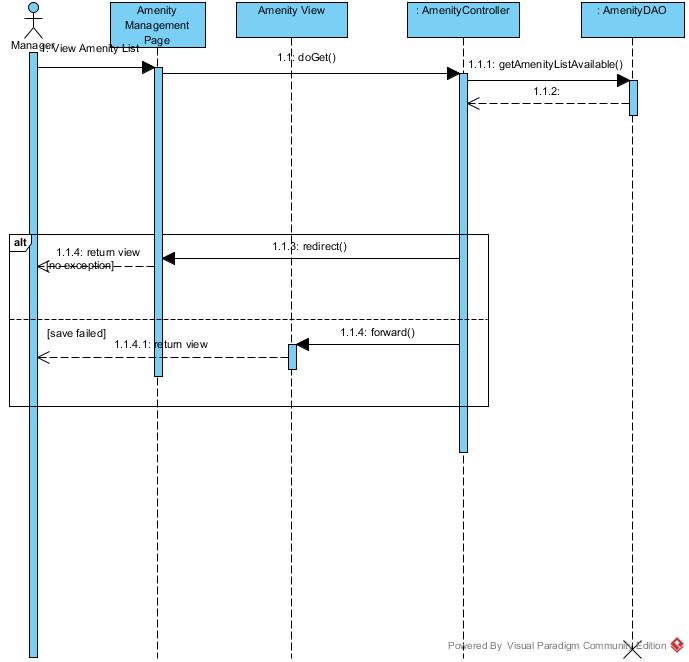 Amenity
Management
Page
Amenity View
: AmenityController
: AmenityDAO
Manager
1: View Amenity List
1.1: doGet()
1.1.1: getAmenityListAvailable()
1.1.2:
alt
1.1.3: redirect()
1.1.4: return view
[no exception]
[save failed]
1.1.4: forward()
1.1.4.1: return view
Powered By Visual Paradigm Community Edition